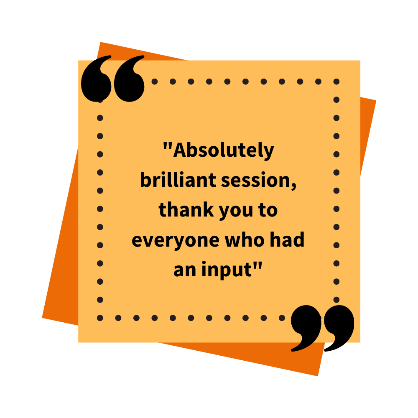 "Absolutely
brilliant session,
thank you to
everyone who had
an input"